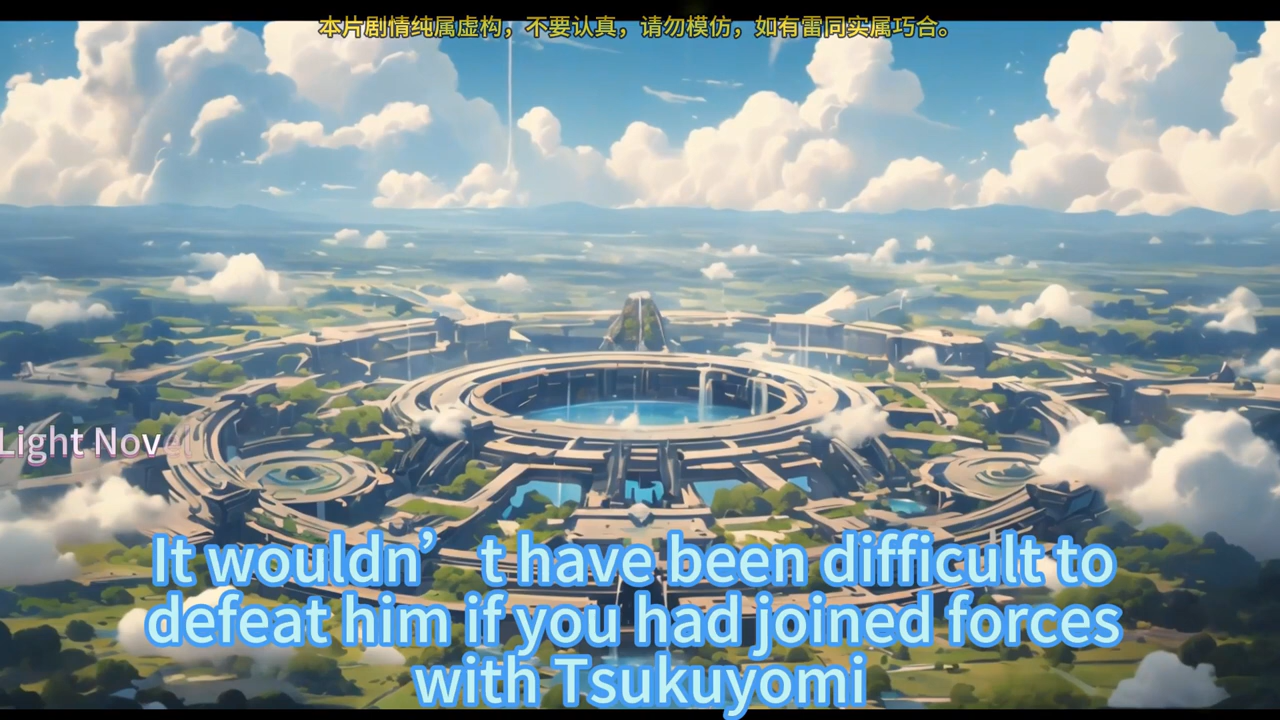 本片剧情纯属虚构，不要认真，请勿模仿，如有雷同实属巧合。
Light Novel
It wouldn’t have been difficult to
defeat him if you had joined forces
with Tsukuyomi